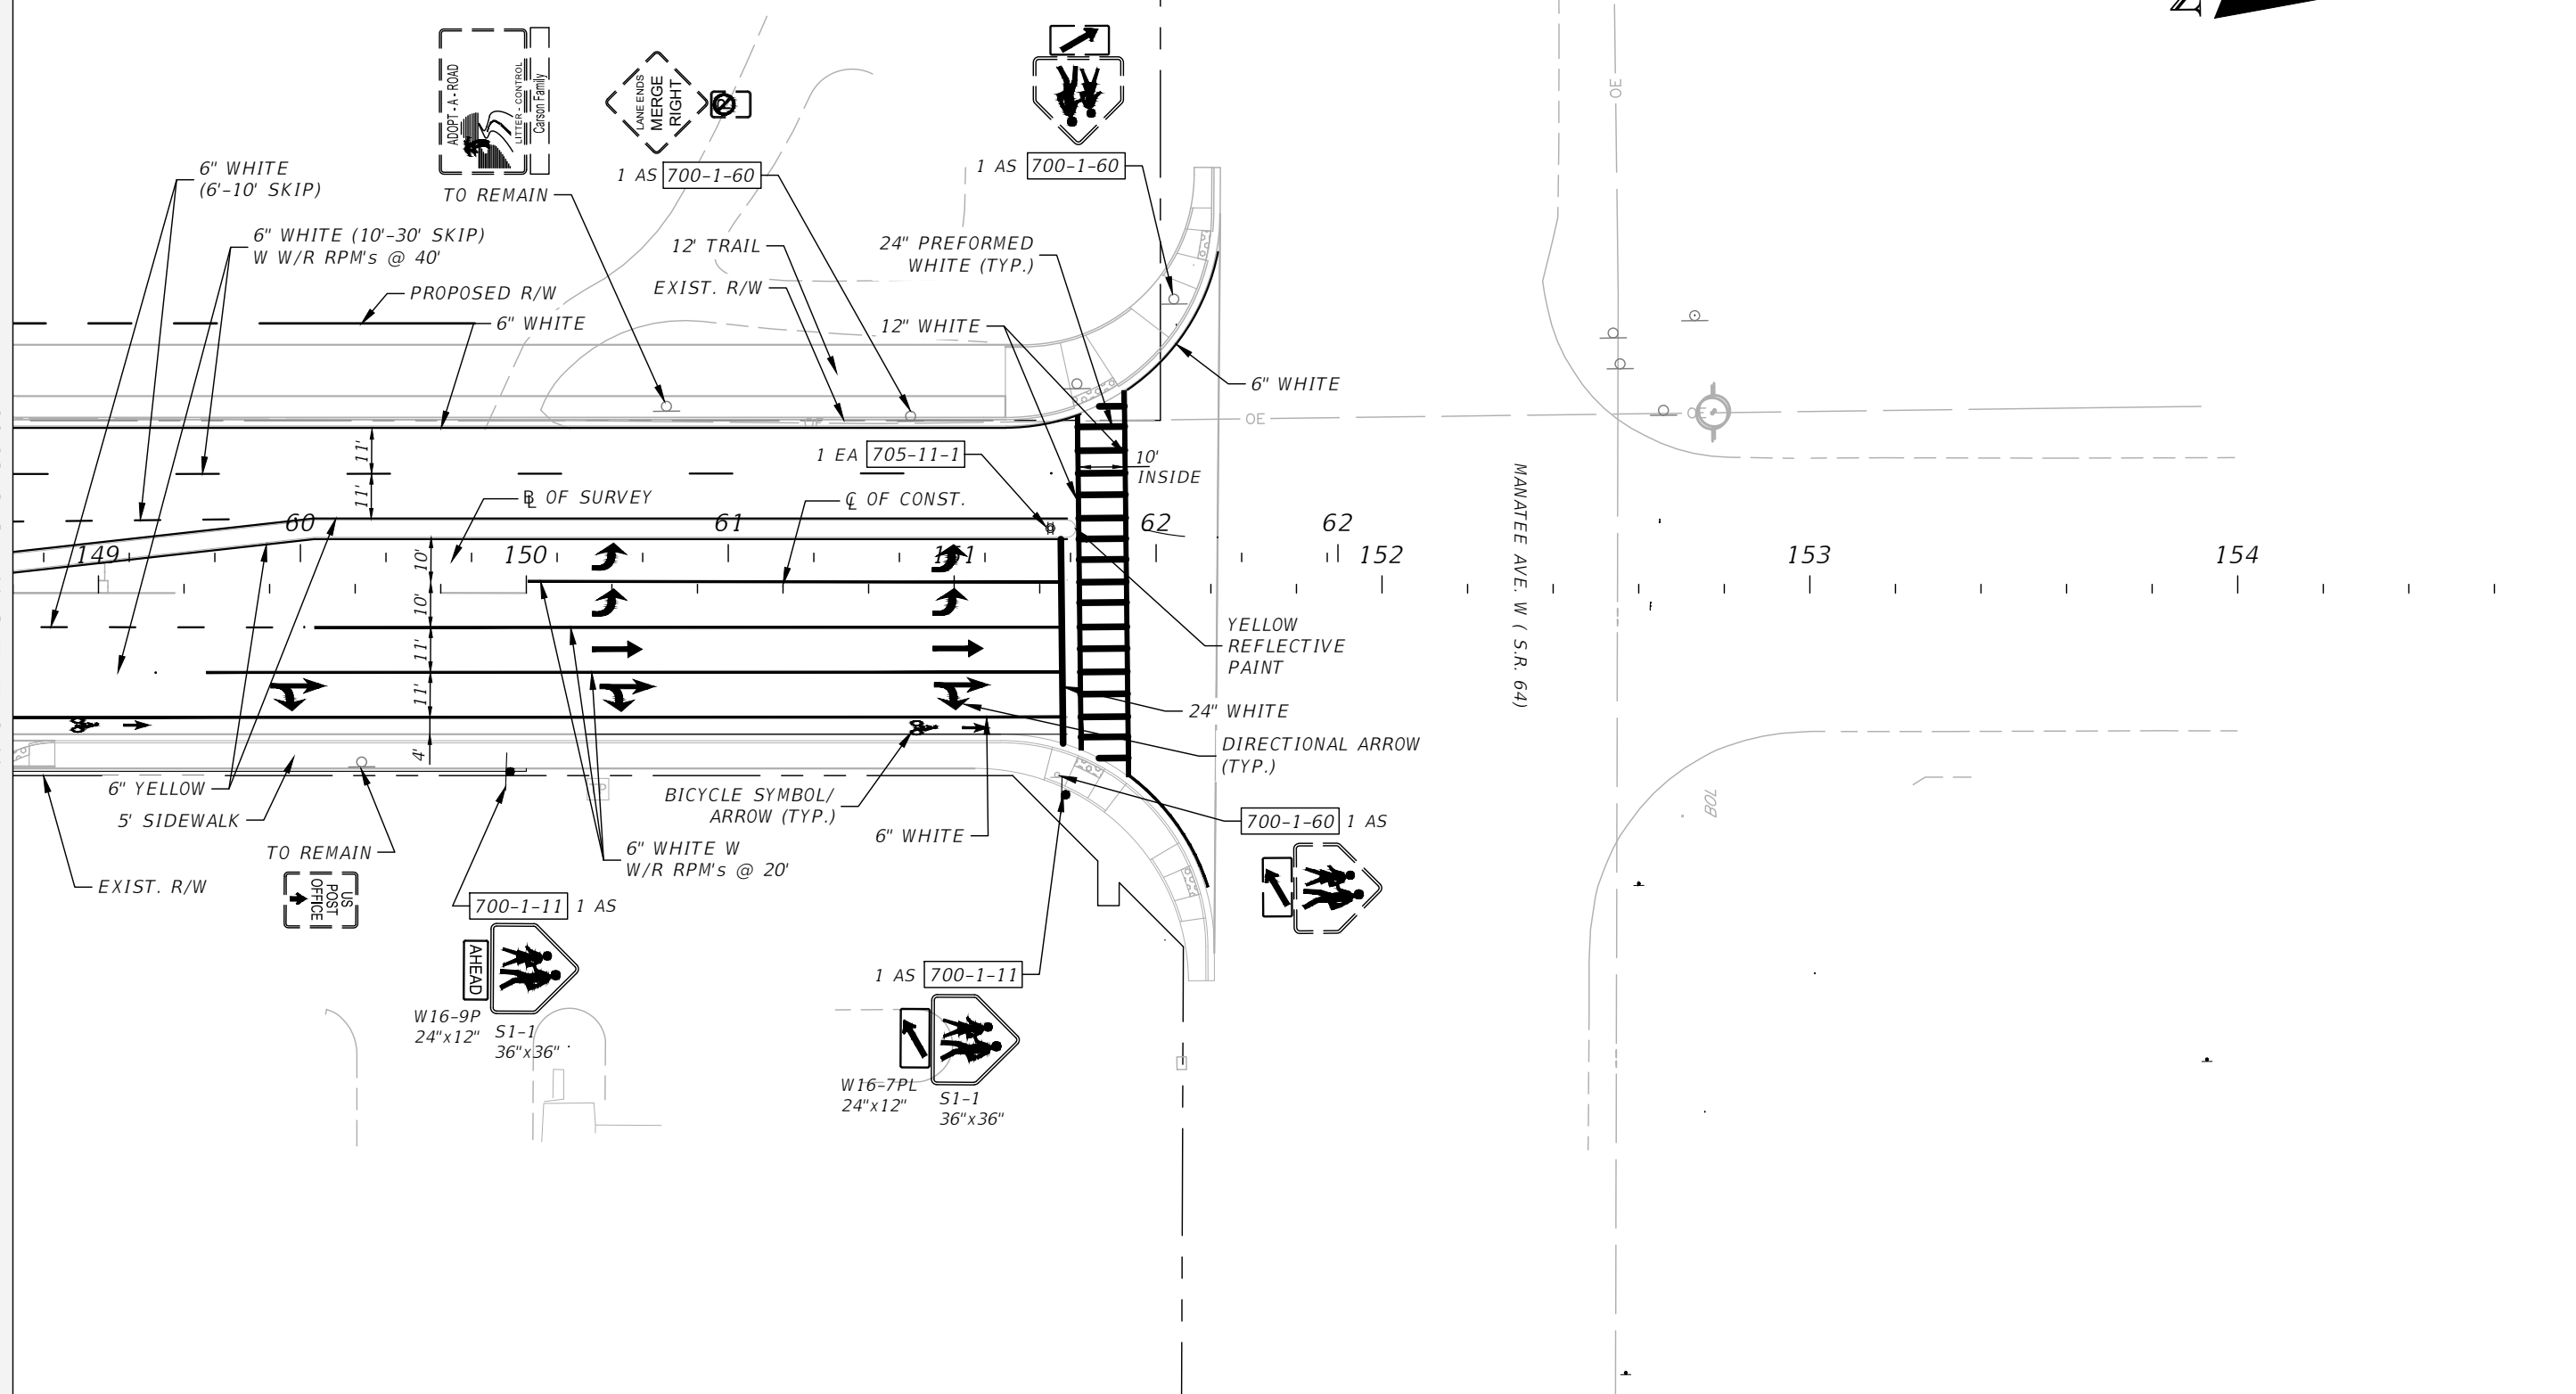 ADOPT-A-ROAD
LITTER-CONTROL
Carson Family
LANE ENDS
MERGE
RIGHT
1 AS 700-1-60
1 AS 700-1-60
TO REMAIN
6" WHITE
(6'-10' SKIP)
6" WHITE (10'-30' SKIP)
W W/R RPM's @ 40'
PROPOSED R/W
6" WHITE
12' TRAIL
EXIST. R/W
24" PREFORMED
WHITE (TYP.)
12" WHITE
6" WHITE
OE
OE
OE
11'
11'
1 EA 705-11-1
10'
INSIDE
℄ OF CONST.
OF SURVEY
60
61
62
62
149
150
151
152
153
154
MANATEE AVE. W ( S.R. 64)
10'
10'
11'
11'
4'
YELLOW
REFLECTIVE
PAINT
24" WHITE
DIRECTIONAL ARROW
(TYP.)
6" YELLOW
5' SIDEWALK
TO REMAIN
EXIST. R/W
US
POST
OFFICE
BICYCLE SYMBOL/
ARROW (TYP.)
6" WHITE
6" WHITE W
W/R RPM's @ 20'
700-1-60 1 AS
700-1-11 1 AS
AHEAD
W16-9P
24"x12"
S1-1
36"x36"
1 AS 700-1-11
W16-7PL
24"x12"
S1-1
36"x36"